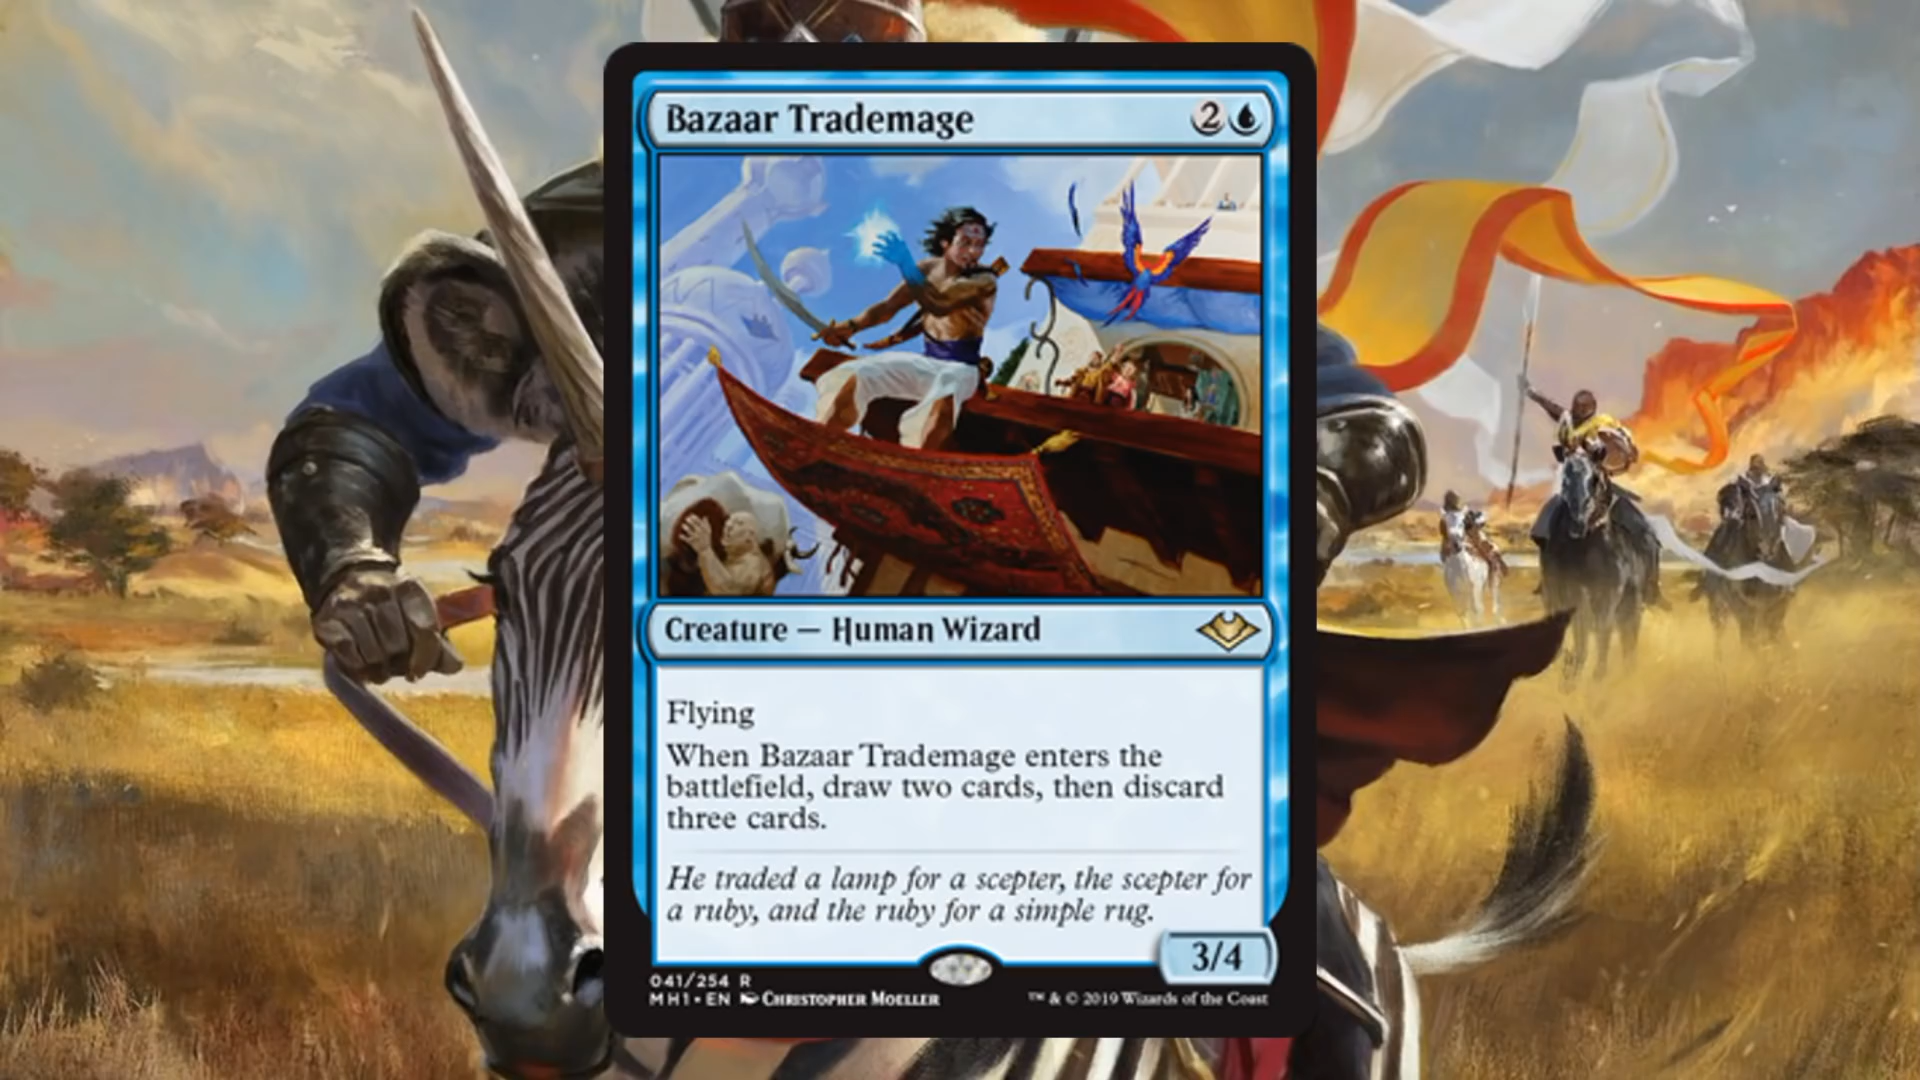 Bazaar Trademage 2
Creature — Human Wizard
Flying
When Bazaar Trademage enters the
battlefield, draw two cards, then discard
three cards.
He traded a lamp for a scepter, the scepter for
a ruby, and the ruby for a simple rug.
3/4
041/254 R
MH1 • EN Christopher Moeller
™ & © 2019 Wizards of the Coast